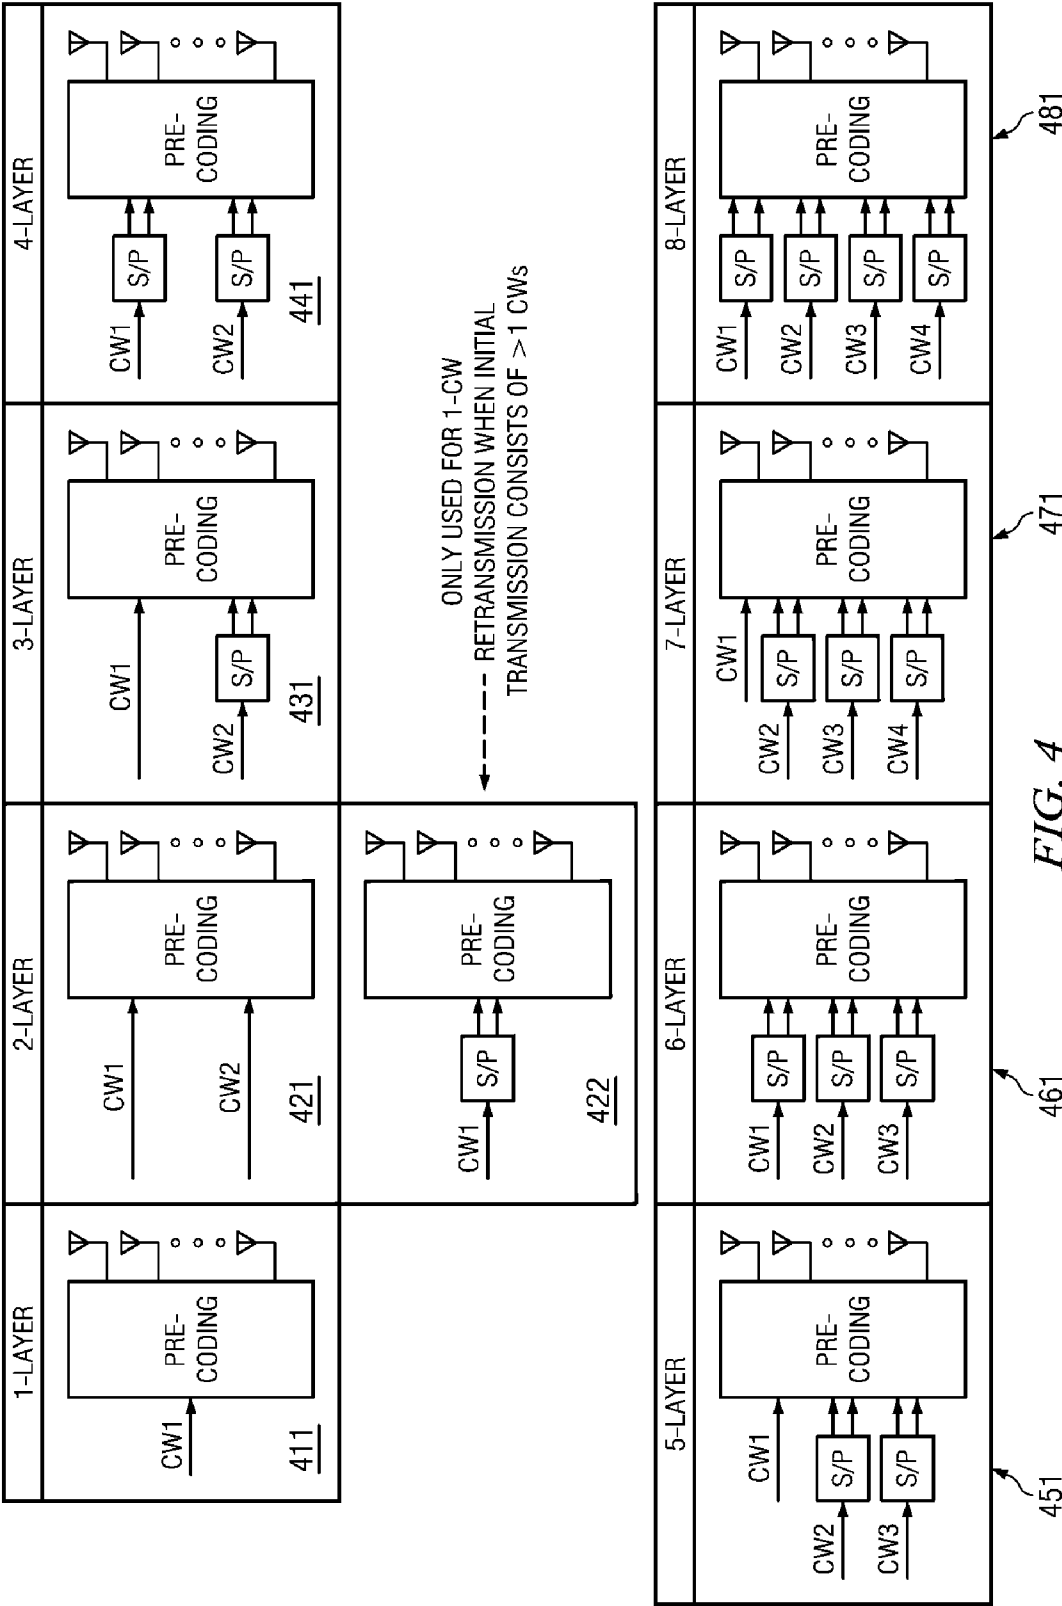 1-LAYER
CW1
PRE-
CODING
411
2-LAYER
CW1
CW2
PRE-
CODING
421
CW1
S/P
PRE-
CODING
422
3-LAYER
CW1
CW2
S/P
PRE-
CODING
431
4-LAYER
CW1
S/P
CW2
S/P
PRE-
CODING
441
ONLY USED FOR 1-CW
RETRANSMISSION WHEN INITIAL
TRANSMISSION CONSISTS OF >1 CWs
5-LAYER
CW1
CW2
S/P
CW3
S/P
PRE-
CODING
451
6-LAYER
CW1
S/P
CW2
S/P
CW3
S/P
PRE-
CODING
461
7-LAYER
CW1
CW2
S/P
CW3
S/P
CW4
S/P
PRE-
CODING
471
8-LAYER
CW1
S/P
CW2
S/P
CW3
S/P
CW4
S/P
PRE-
CODING
481
FIG. 4